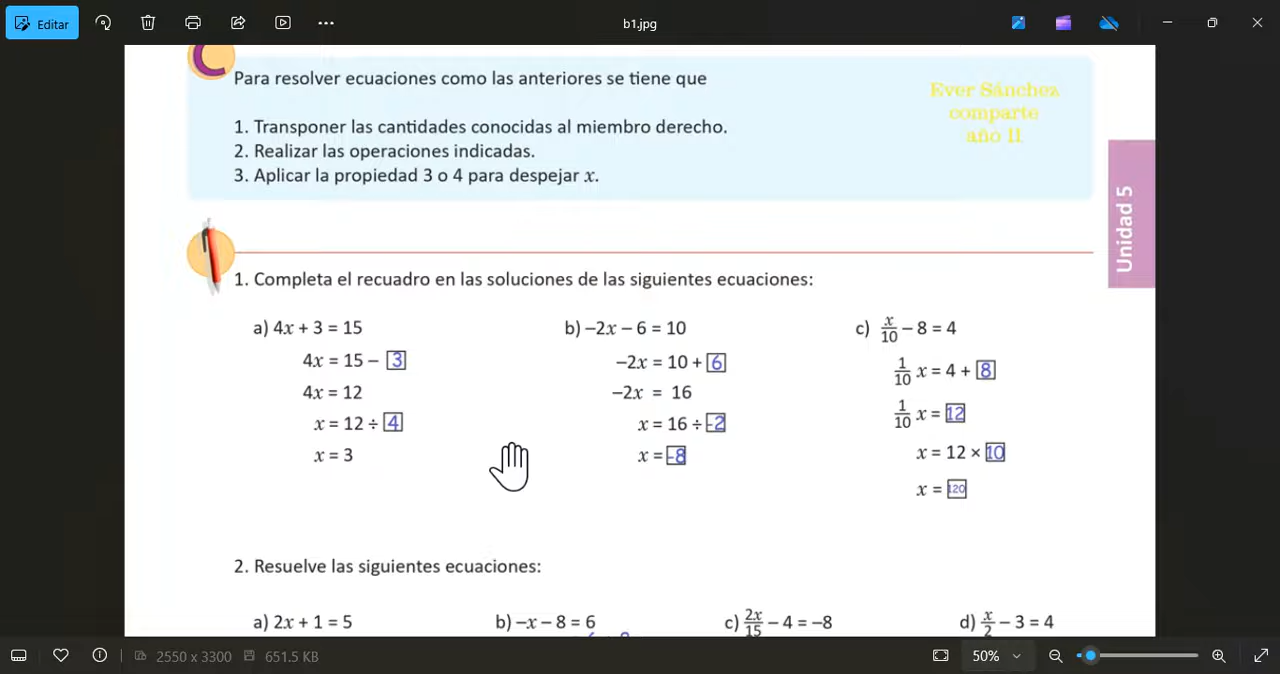 Editar
b1.jpg
Para resolver ecuaciones como las anteriores se tiene que
Ever Sánchez
comparte
año 11
1. Transponer las cantidades conocidas al miembro derecho.
2. Realizar las operaciones indicadas.
3. Aplicar la propiedad 3 o 4 para despejar x.
Unidad 5
1. Completa el recuadro en las soluciones de las siguientes ecuaciones:
a) 4x + 3 = 15
4x = 15 − 3
4x = 12
x = 12 ÷ 4
x = 3
b) −2x − 6 = 10
−2x = 10 + 6
−2x = 16
x = 16 ÷ -2
x = -8
c) x/10 − 8 = 4
1/10 x = 4 + 8
1/10 x = 12
x = 12 × 10
x = 120
2. Resuelve las siguientes ecuaciones:
a) 2x + 1 = 5
b) −x − 8 = 6
c) 2x/15 − 4 = −8
d) x/2 − 3 = 4
2550 x 3300
651.5 KB
50%